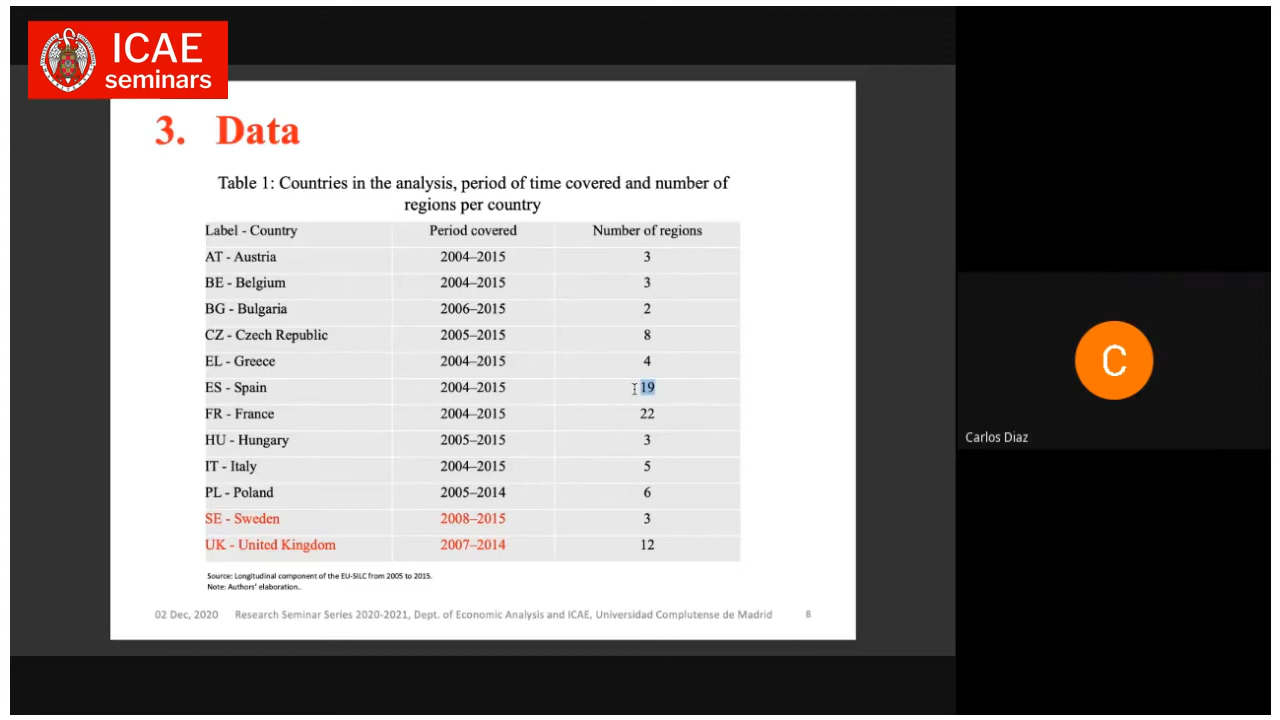 ICAE
seminars
3. Data
Table 1: Countries in the analysis, period of time covered and number of
regions per country
Label - Country Period covered Number of regions
AT - Austria 2004–2015 3
BE - Belgium 2004–2015 3
BG - Bulgaria 2006–2015 2
CZ - Czech Republic 2005–2015 8
EL - Greece 2004–2015 4
ES - Spain 2004–2015 19
FR - France 2004–2015 22
HU - Hungary 2005–2015 3
IT - Italy 2004–2015 5
PL - Poland 2005–2014 6
SE - Sweden 2008–2015 3
UK - United Kingdom 2007–2014 12
Source: Longitudinal component of the EU-SILC from 2005 to 2015.
Note: Authors' elaboration..
02 Dec, 2020 Research Seminar Series 2020-2021, Dept. of Economic Analysis and ICAE, Universidad Complutense de Madrid 8
C
Carlos Diaz